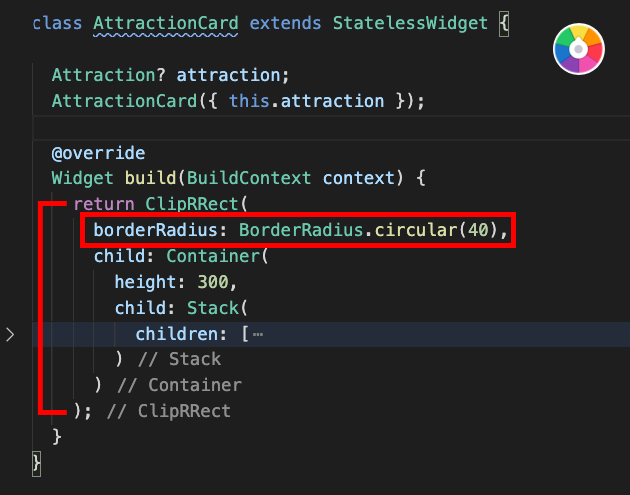 class AttractionCard extends StatelessWidget {
Attraction? attraction;
AttractionCard({ this.attraction });
@override
Widget build(BuildContext context) {
return ClipRRect(
borderRadius: BorderRadius.circular(40),
child: Container(
height: 300,
child: Stack(
children: [⋯
) // Stack
) // Container
); // ClipRRect
}
}